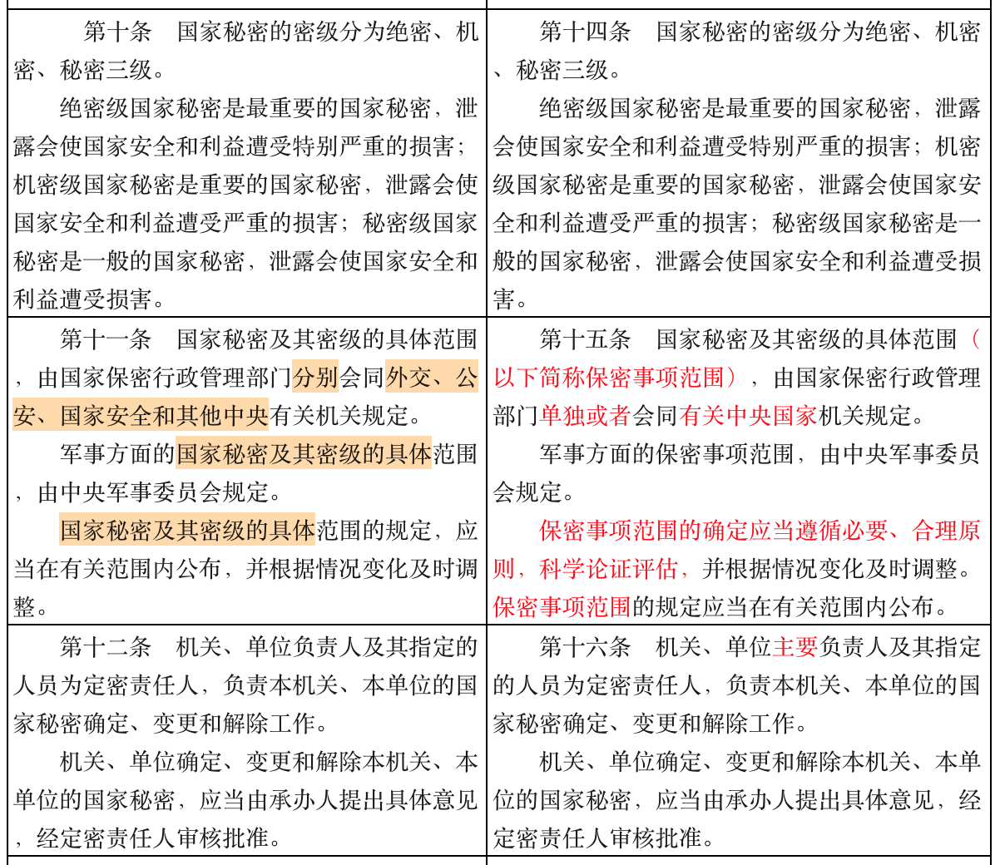 第十条　国家秘密的密级分为绝密、机
密、秘密三级。
绝密级国家秘密是最重要的国家秘密，泄
露会使国家安全和利益遭受特别严重的损害；
机密级国家秘密是重要的国家秘密，泄露会使
国家安全和利益遭受严重的损害；秘密级国家
秘密是一般的国家秘密，泄露会使国家安全和
利益遭受损害。
第十四条　国家秘密的密级分为绝密、机密
、秘密三级。
绝密级国家秘密是最重要的国家秘密，泄露
会使国家安全和利益遭受特别严重的损害；机密
级国家秘密是重要的国家秘密，泄露会使国家安
全和利益遭受严重的损害；秘密级国家秘密是一
般的国家秘密，泄露会使国家安全和利益遭受损
害。
第十一条　国家秘密及其密级的具体范围
，由国家保密行政管理部门分别会同外交、公
安、国家安全和其他中央有关机关规定。
军事方面的国家秘密及其密级的具体范围
，由中央军事委员会规定。
国家秘密及其密级的具体范围的规定，应
当在有关范围内公布，并根据情况变化及时调
整。
第十五条　国家秘密及其密级的具体范围（
以下简称保密事项范围），由国家保密行政管理
部门单独或者会同有关中央国家机关规定。
军事方面的保密事项范围，由中央军事委员
会规定。
保密事项范围的确定应当遵循必要、合理原
则，科学论证评估，并根据情况变化及时调整。
保密事项范围的规定应当在有关范围内公布。
第十二条　机关、单位负责人及其指定的
人员为定密责任人，负责本机关、本单位的国
家秘密确定、变更和解除工作。
机关、单位确定、变更和解除本机关、本
单位的国家秘密，应当由承办人提出具体意见
，经定密责任人审核批准。
第十六条　机关、单位主要负责人及其指定
的人员为定密责任人，负责本机关、本单位的国
家秘密确定、变更和解除工作。
机关、单位确定、变更和解除本机关、本单
位的国家秘密，应当由承办人提出具体意见，经
定密责任人审核批准。